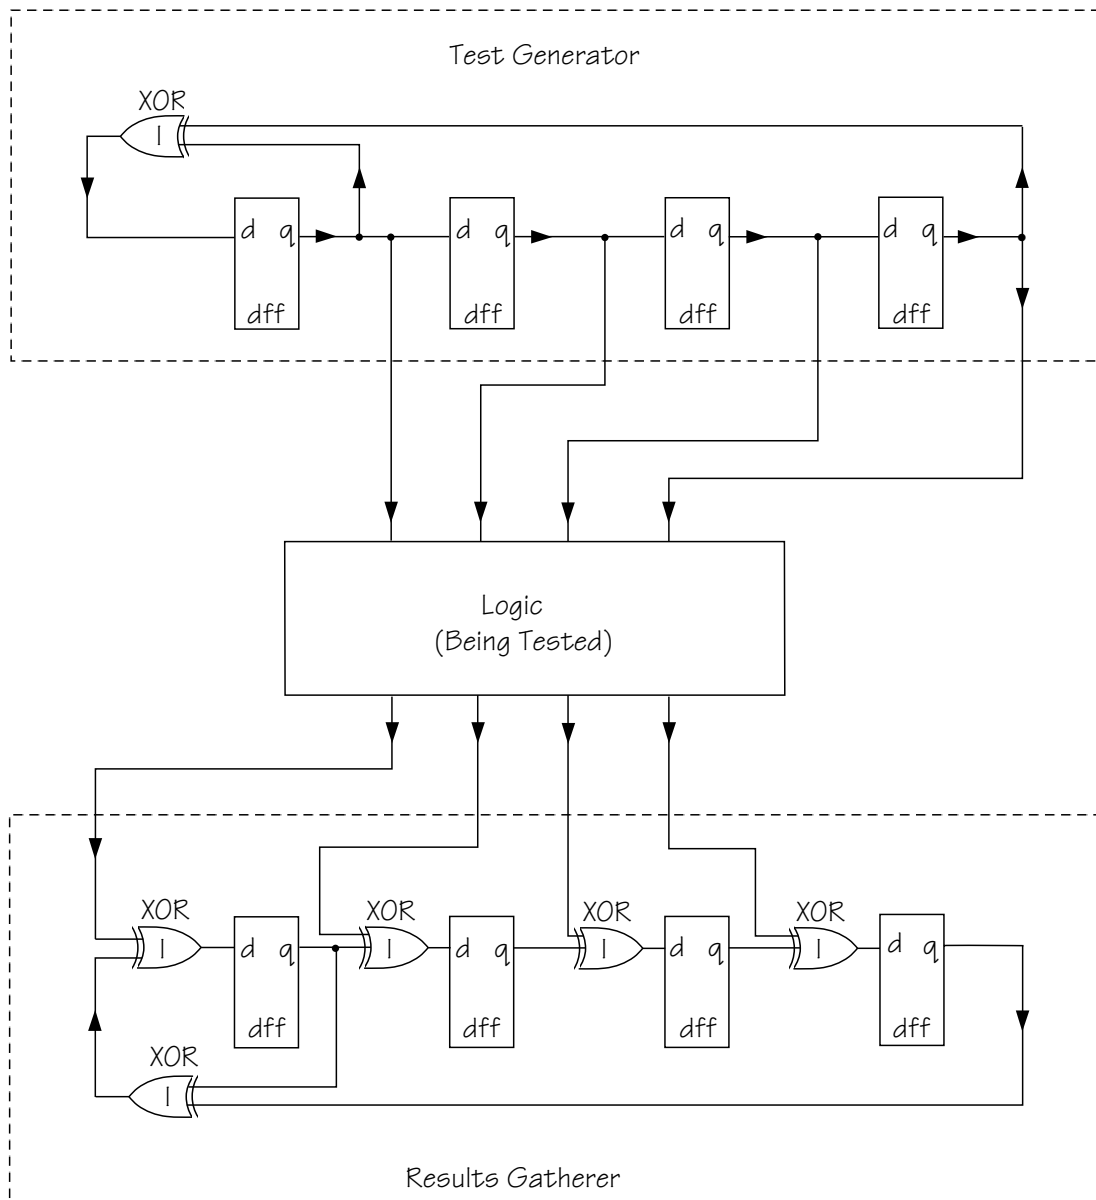 Test Generator
XOR
I
d q
d q
d q
d q
dff
dff
dff
dff
Logic
(Being Tested)
XOR
XOR
XOR
XOR
I
I
I
I
d q
d q
d q
d q
dff
dff
dff
dff
XOR
I
Results Gatherer